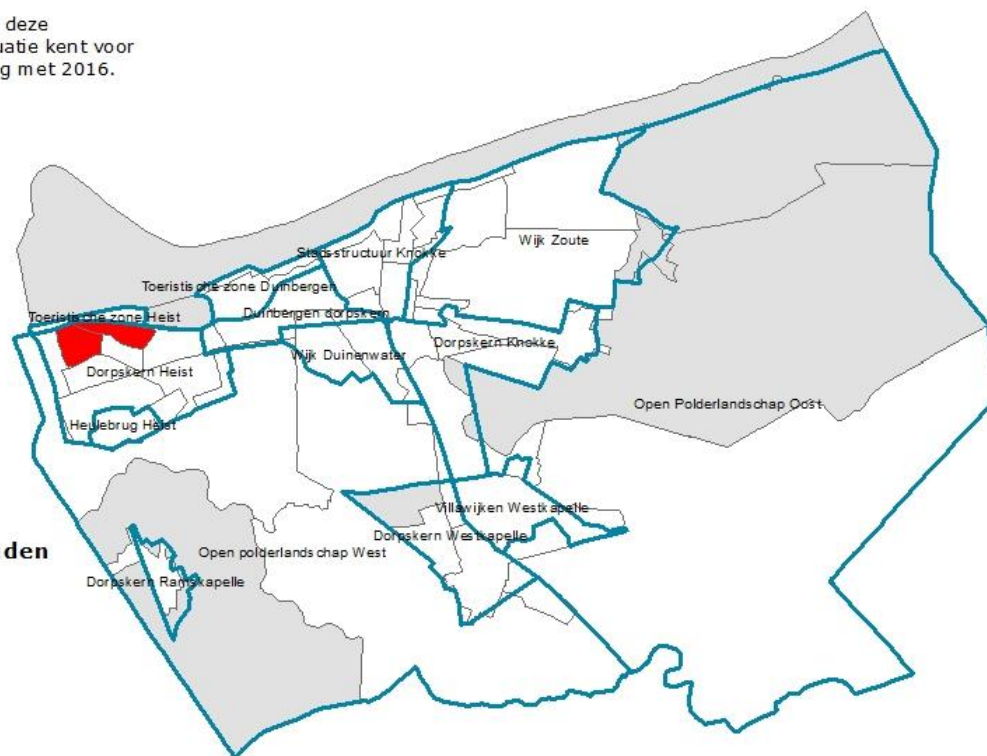 deze
uatie kent voor
g met 2016.
Wijk Zoute
Stadsstructuur Knokke
Toeristische zone Duinbergen
Duinbergen dorpskern
Toeristische zone Heist
Dorpskern Knokke
Wijk Duinenwater
Dorpskern Heist
Open Polderlandschap Oost
Heulebrug Heist
Villawijken Westkapelle
Dorpskern Westkapelle
den
Open polderlandschap West
Dorpskern Ramskapelle